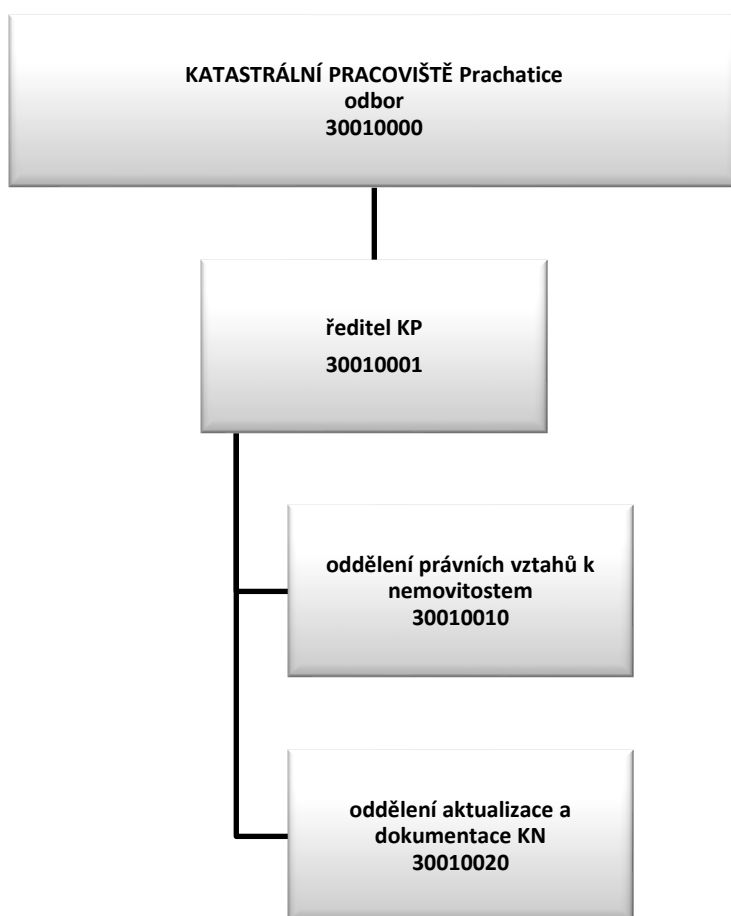 KATASTRÁLNÍ PRACOVIŠTĚ Prachatice
odbor
30010000
ředitel KP
30010001
oddělení právních vztahů k
nemovitostem
30010010
oddělení aktualizace a
dokumentace KN
30010020